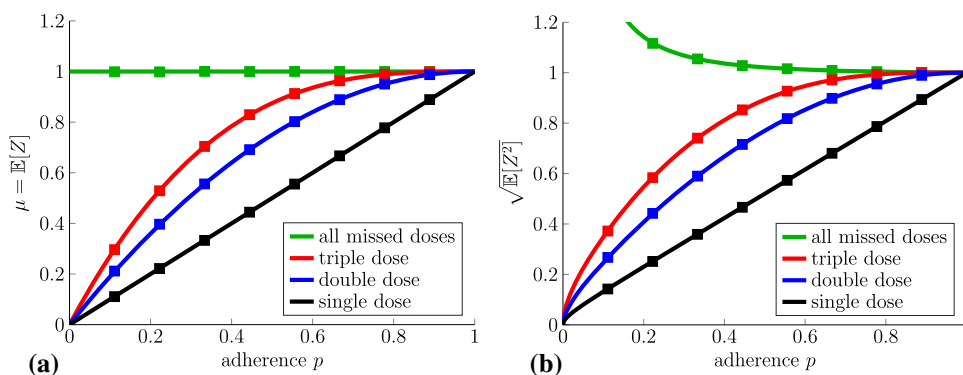 1.2
1
0.8
0.6
0.4
0.2
0
μ = 𝔼[Z]
0.2
0.4
0.6
0.8
1
adherence p
all missed doses
triple dose
double dose
single dose
(a)
1.2
1
0.8
0.6
0.4
0.2
0
√𝔼[Z²]
0
0.2
0.4
0.6
0.8
adherence p
all missed doses
triple dose
double dose
single dose
(b)